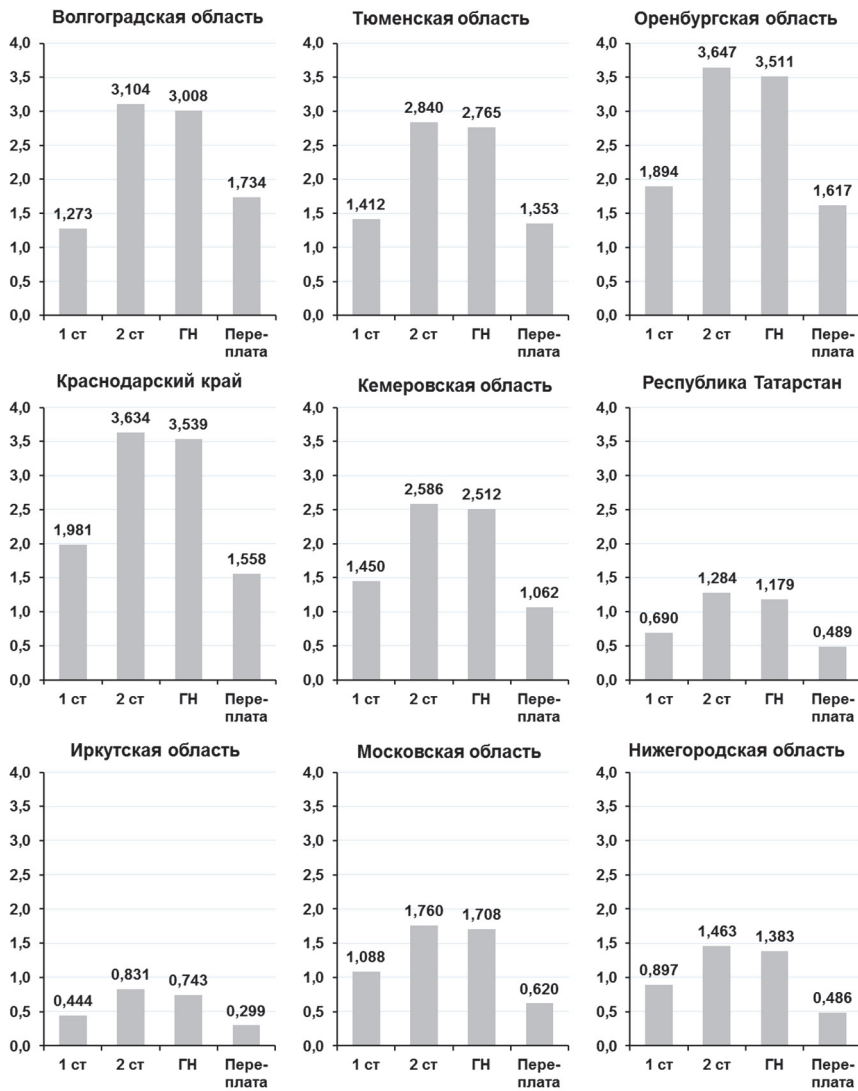 Волгоградская область
4,0
3,5
3,0
2,5
2,0
1,5
1,0
0,5
0,0
1,273
3,104
3,008
1,734
1 ст
2 ст
ГН
Пере-
плата
Тюменская область
4,0
3,5
3,0
2,5
2,0
1,5
1,0
0,5
0,0
1,412
2,840
2,765
1,353
1 ст
2 ст
ГН
Пере-
плата
Оренбургская область
4,0
3,5
3,0
2,5
2,0
1,5
1,0
0,5
0,0
1,894
3,647
3,511
1,617
1 ст
2 ст
ГН
Пере-
плата
Краснодарский край
4,0
3,5
3,0
2,5
2,0
1,5
1,0
0,5
0,0
1,981
3,634
3,539
1,558
1 ст
2 ст
ГН
Пере-
плата
Кемеровская область
4,0
3,5
3,0
2,5
2,0
1,5
1,0
0,5
0,0
1,450
2,586
2,512
1,062
1 ст
2 ст
ГН
Пере-
плата
Республика Татарстан
4,0
3,5
3,0
2,5
2,0
1,5
1,0
0,5
0,0
0,690
1,284
1,179
0,489
1 ст
2 ст
ГН
Пере-
плата
Иркутская область
4,0
3,5
3,0
2,5
2,0
1,5
1,0
0,5
0,0
0,444
0,831
0,743
0,299
1 ст
2 ст
ГН
Пере-
плата
Московская область
4,0
3,5
3,0
2,5
2,0
1,5
1,0
0,5
0,0
1,088
1,760
1,708
0,620
1 ст
2 ст
ГН
Пере-
плата
Нижегородская область
4,0
3,5
3,0
2,5
2,0
1,5
1,0
0,5
0,0
0,897
1,463
1,383
0,486
1 ст
2 ст
ГН
Пере-
плата